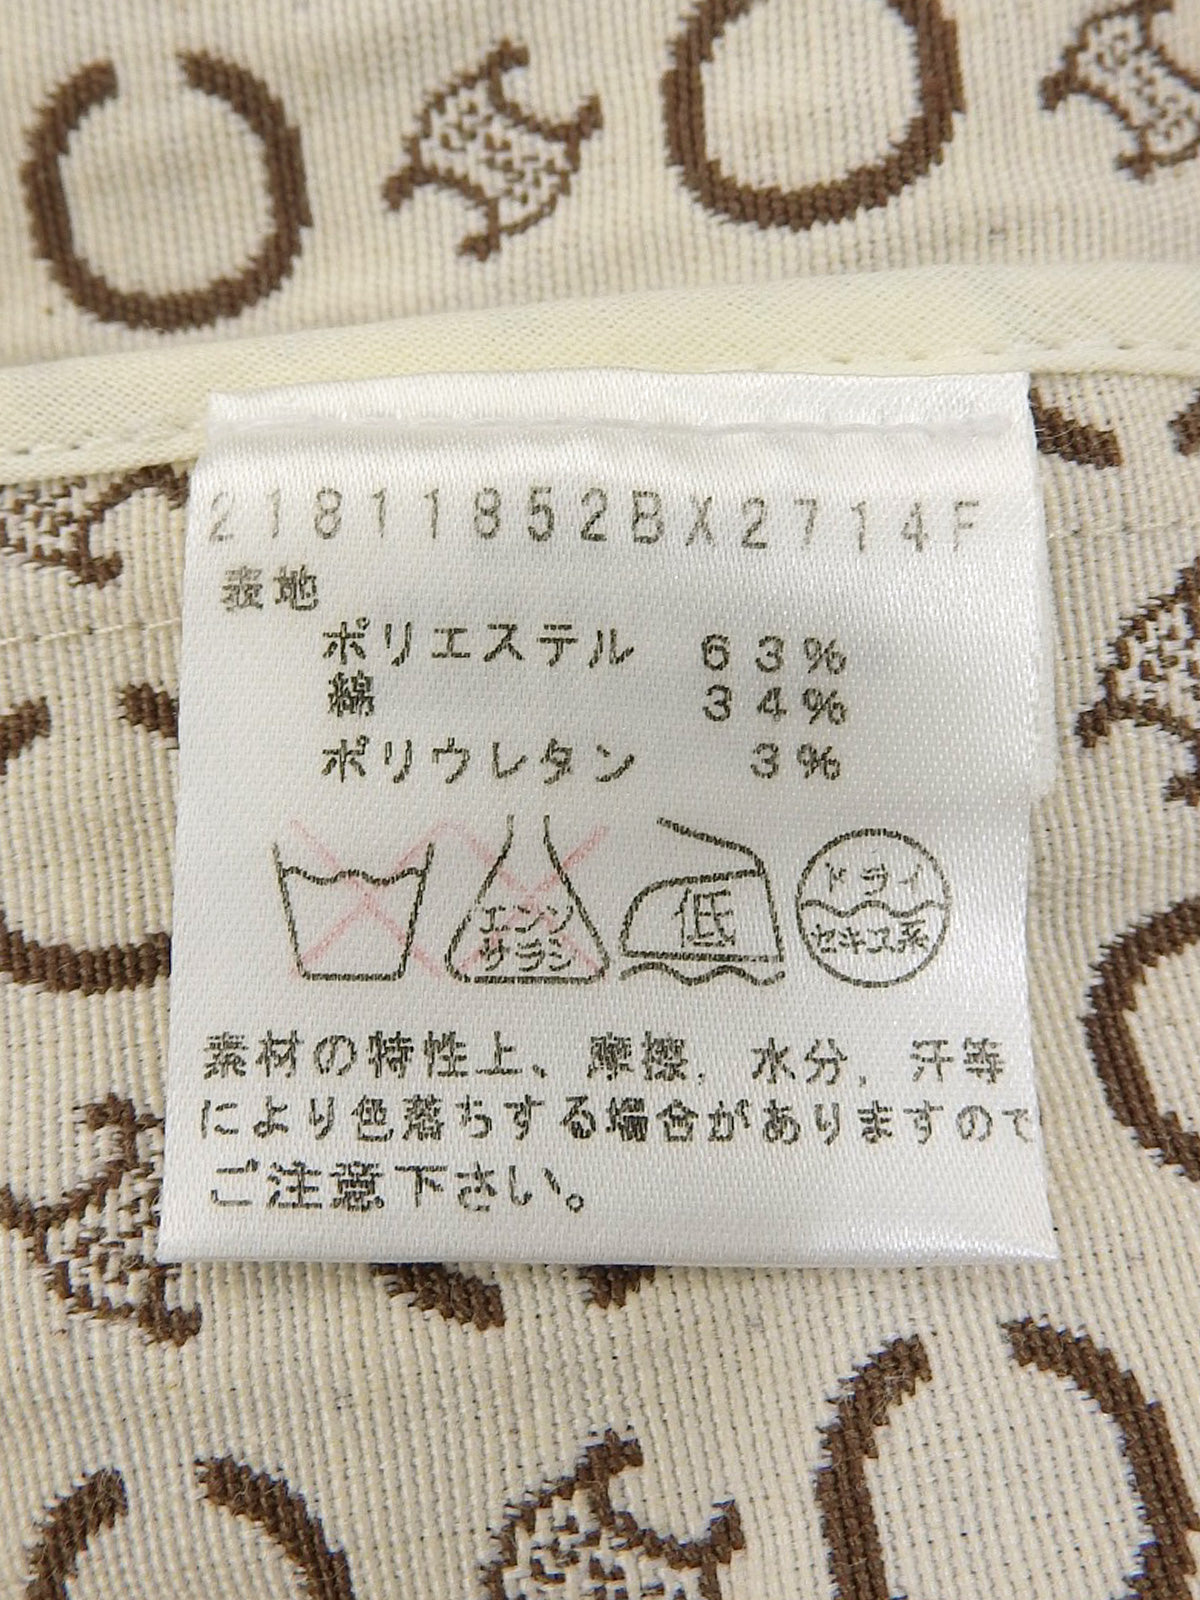 21811852BX2714F
表地
ポリエステル 63%
綿 34%
ポリウレタン 3%
エンソ
サラシ
低
ドライ
セキユ系
素材の特性上、摩擦、水分、汗等
により色落ちする場合がありますので
ご注意下さい。